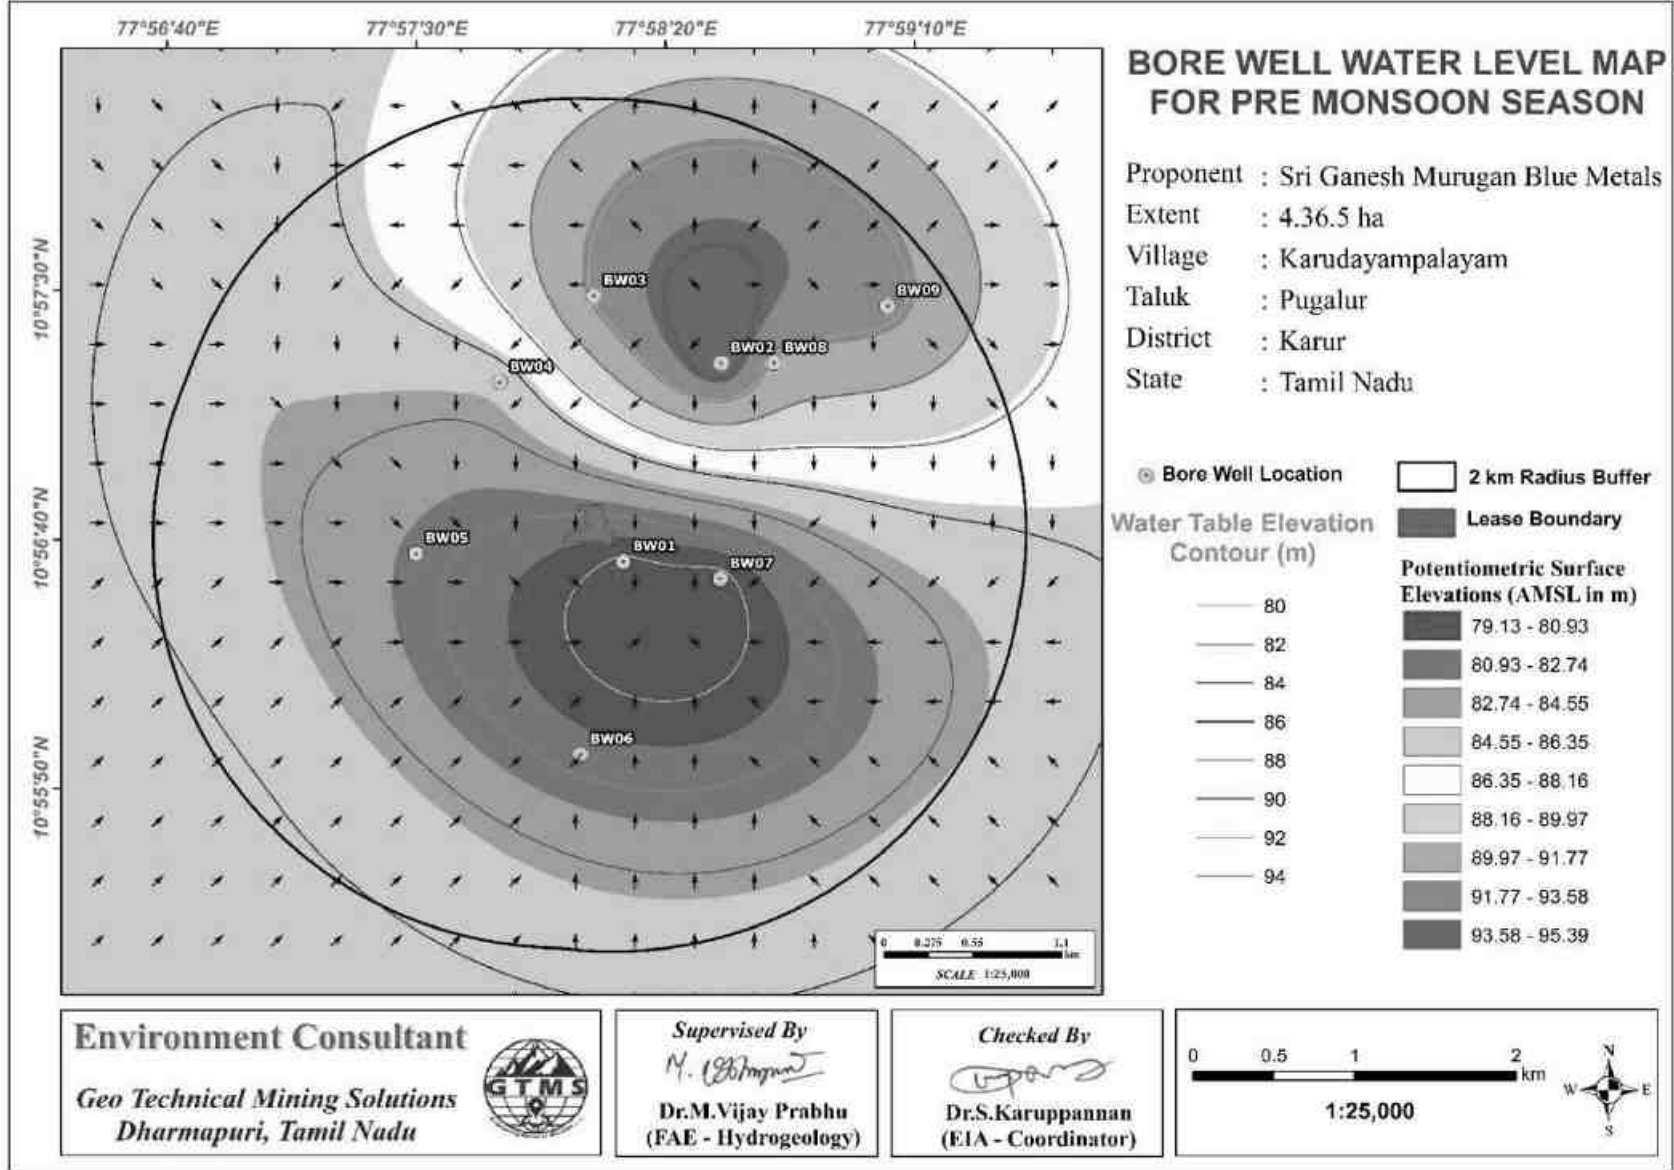 77°56'40"E 77°57'30"E 77°58'20"E 77°59'10"E
10°57'30"N
10°56'40"N
10°55'50"N
BW03
BW09
BW02 BW08
BW04
BW05
BW01
BW07
BW06
0 0.275 0.55 1.1
km
SCALE 1:25,000
BORE WELL WATER LEVEL MAP
FOR PRE MONSOON SEASON
Proponent : Sri Ganesh Murugan Blue Metals
Extent : 4.36.5 ha
Village : Karudayampalayam
Taluk : Pugalur
District : Karur
State : Tamil Nadu
Bore Well Location
2 km Radius Buffer
Lease Boundary
Water Table Elevation
Contour (m)
80
82
84
86
88
90
92
94
Potentiometric Surface
Elevations (AMSL in m)
79.13 - 80.93
80.93 - 82.74
82.74 - 84.55
84.55 - 86.35
86.35 - 88.16
88.16 - 89.97
89.97 - 91.77
91.77 - 93.58
93.58 - 95.39
Environment Consultant
Geo Technical Mining Solutions
Dharmapuri, Tamil Nadu
GTMS
Supervised By
Dr.M.Vijay Prabhu
(FAE - Hydrogeology)
Checked By
Dr.S.Karuppannan
(EIA - Coordinator)
0 0.5 1 2
km
1:25,000
N
W E
S